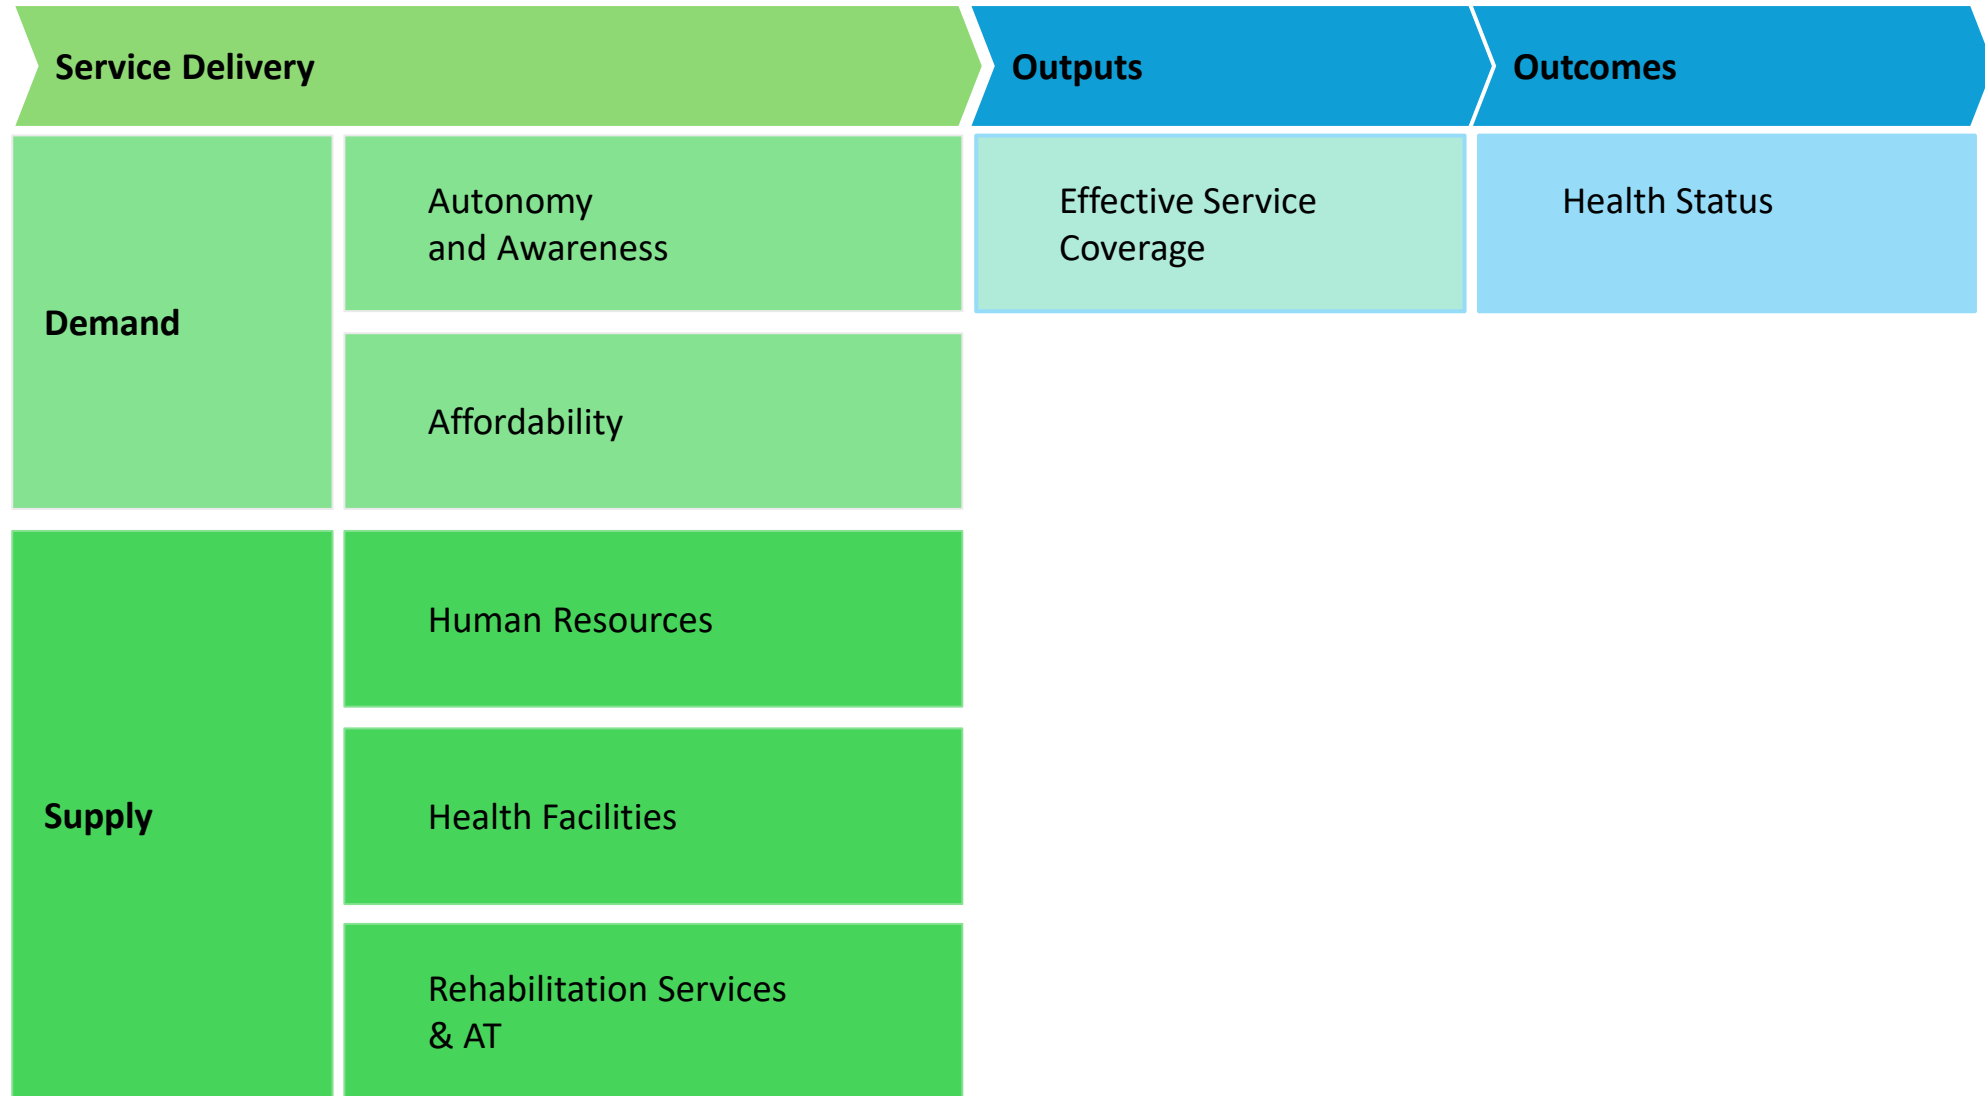 Service Delivery
Outputs
Outcomes
Demand
Autonomy
and Awareness
Effective Service
Coverage
Health Status
Affordability
Supply
Human Resources
Health Facilities
Rehabilitation Services
& AT